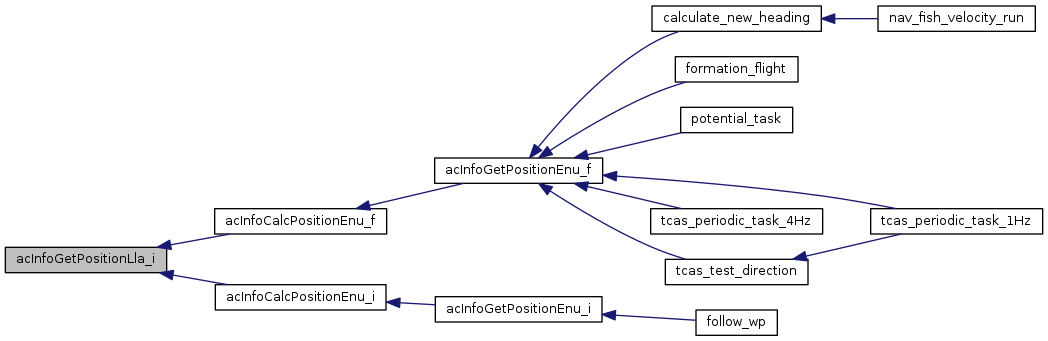 calculate_new_heading
nav_fish_velocity_run
formation_flight
potential_task
acInfoGetPositionEnu_f
acInfoCalcPositionEnu_f
tcas_periodic_task_4Hz
tcas_periodic_task_1Hz
acInfoGetPositionLla_i
tcas_test_direction
acInfoCalcPositionEnu_i
acInfoGetPositionEnu_i
follow_wp